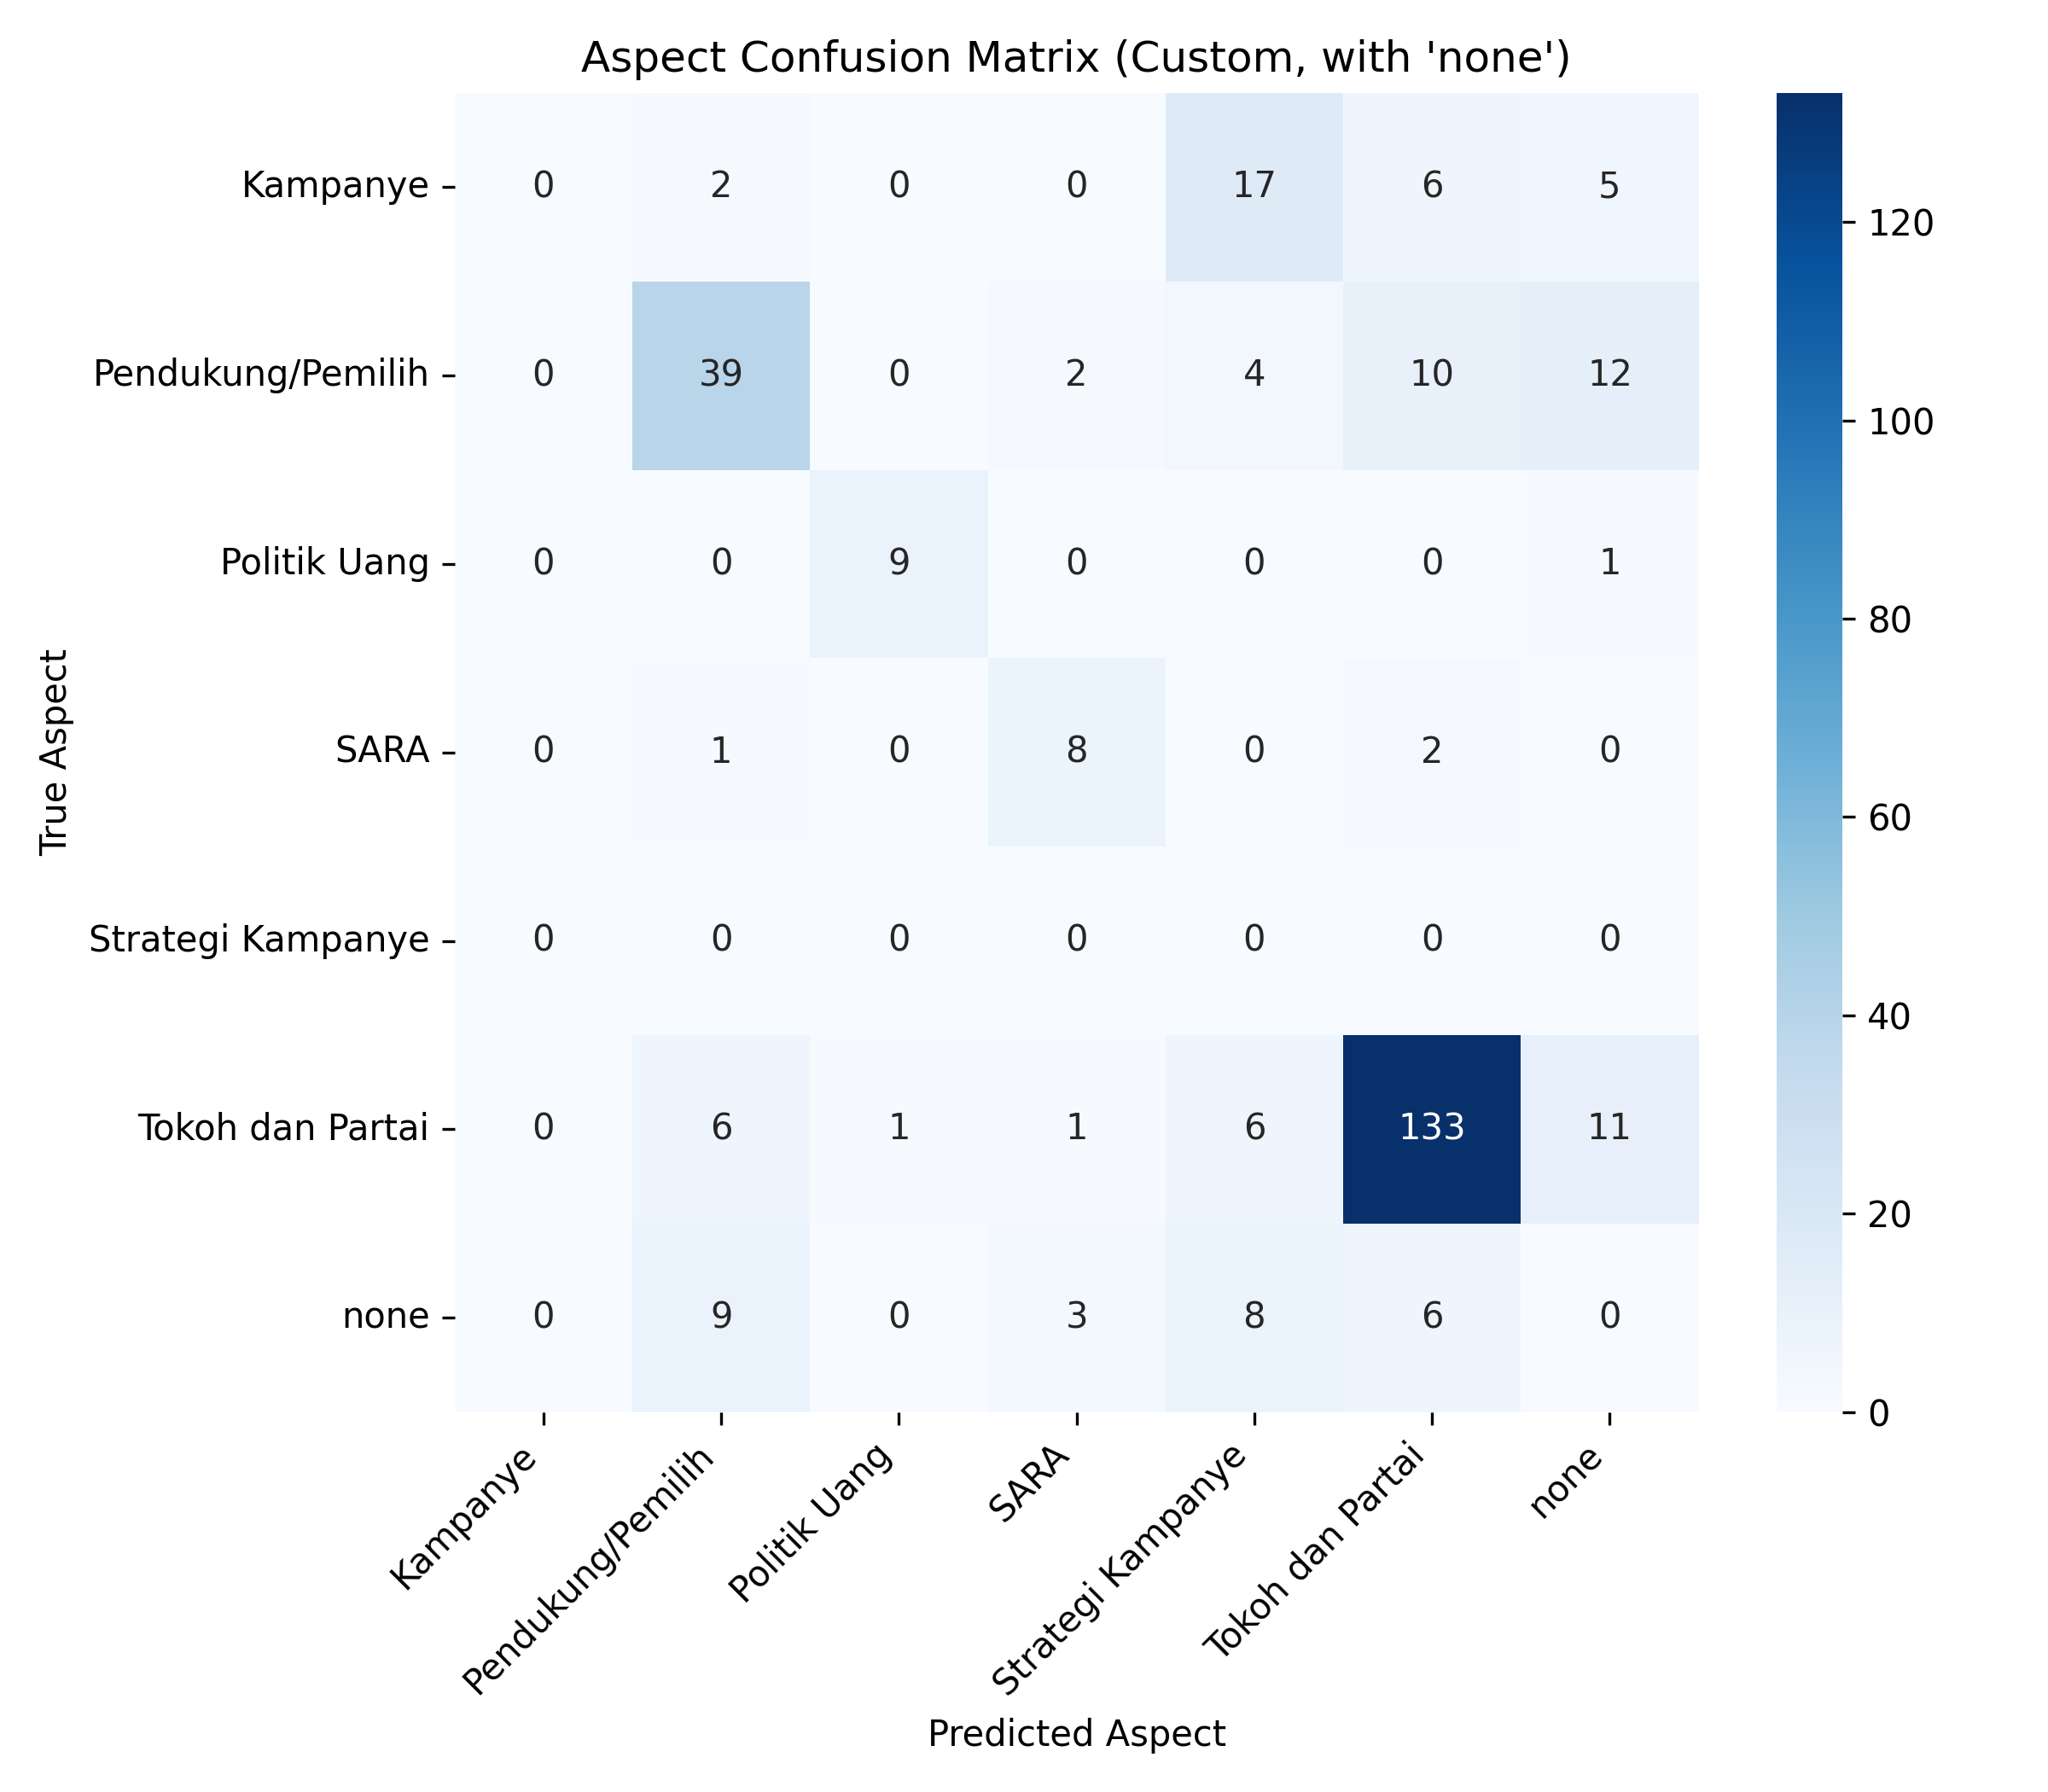 Aspect Confusion Matrix (Custom, with 'none')
Kampanye 0 2 0 0 17 6 5
Pendukung/Pemilih 0 39 0 2 4 10 12
Politik Uang 0 0 9 0 0 0 1
SARA 0 1 0 8 0 2 0
Strategi Kampanye 0 0 0 0 0 0 0
Tokoh dan Partai 0 6 1 1 6 133 11
none 0 9 0 3 8 6 0
True Aspect
Kampanye
Pendukung/Pemilih
Politik Uang
SARA
Strategi Kampanye
Tokoh dan Partai
none
Predicted Aspect
120
100
80
60
40
20
0